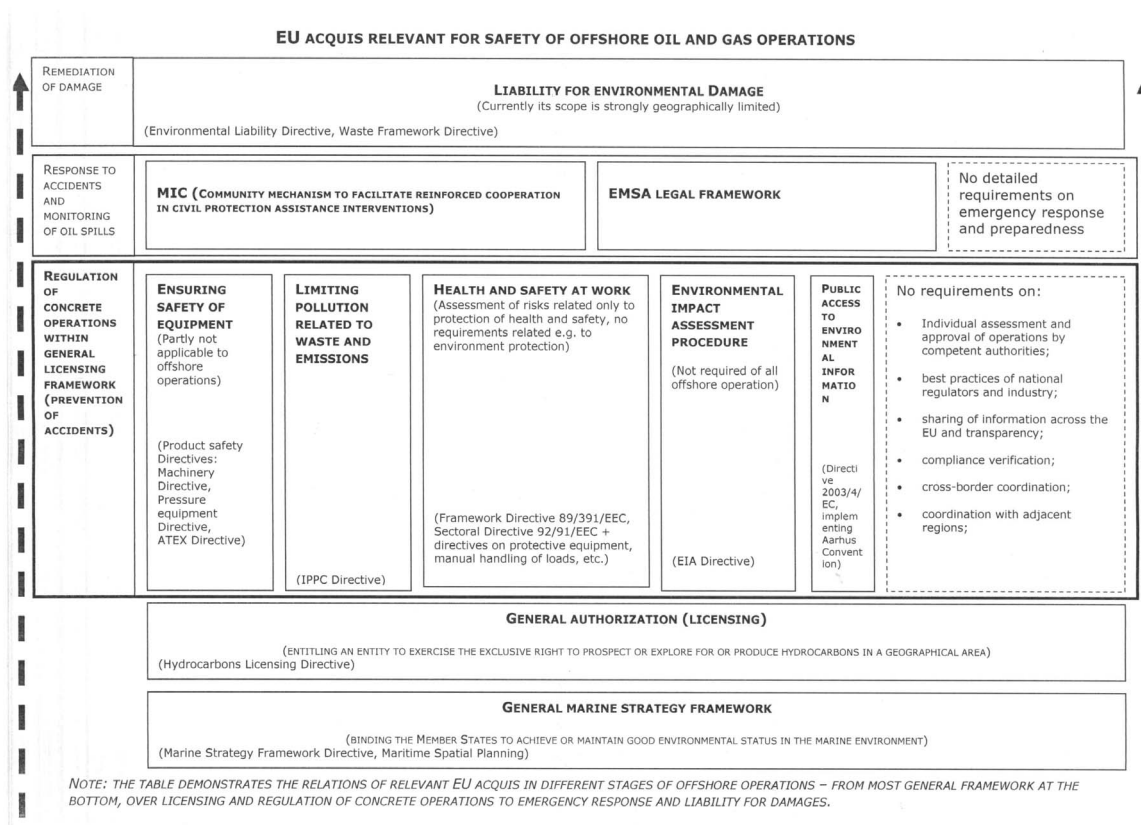 EU ACQUIS RELEVANT FOR SAFETY OF OFFSHORE OIL AND GAS OPERATIONS
REMEDIATION
OF DAMAGE
LIABILITY FOR ENVIRONMENTAL DAMAGE
(Currently its scope is strongly geographically limited)
(Environmental Liability Directive, Waste Framework Directive)
RESPONSE TO
ACCIDENTS
AND
MONITORING
OF OIL SPILLS
MIC (COMMUNITY MECHANISM TO FACILITATE REINFORCED COOPERATION
IN CIVIL PROTECTION ASSISTANCE INTERVENTIONS)
EMSA LEGAL FRAMEWORK
No detailed
requirements on
emergency response
and preparedness
REGULATION
OF
CONCRETE
OPERATIONS
WITHIN
GENERAL
LICENSING
FRAMEWORK
(PREVENTION
OF
ACCIDENTS)
ENSURING
SAFETY OF
EQUIPMENT
(Partly not
applicable to
offshore
operations)
(Product safety
Directives:
Machinery
Directive,
Pressure
equipment
Directive,
ATEX Directive)
LIMITING
POLLUTION
RELATED TO
WASTE AND
EMISSIONS
(IPPC Directive)
HEALTH AND SAFETY AT WORK
(Assessment of risks related only to
protection of health and safety, no
requirements related e.g. to
environment protection)
(Framework Directive 89/391/EEC,
Sectoral Directive 92/91/EEC +
directives on protective equipment,
manual handling of loads, etc.)
ENVIRONMENTAL
IMPACT
ASSESSMENT
PROCEDURE
(Not required of all
offshore operation)
(EIA Directive)
PUBLIC
ACCESS
TO
ENVIRO
NMENT
AL
INFOR
MATIO
N
(Directi
ve
2003/4/
EC,
implem
enting
Aarhus
Convent
ion)
No requirements on:
• Individual assessment and
approval of operations by
competent authorities;
• best practices of national
regulators and industry;
• sharing of information across the
EU and transparency;
• compliance verification;
• cross-border coordination;
• coordination with adjacent
regions;
GENERAL AUTHORIZATION (LICENSING)
(ENTITLING AN ENTITY TO EXERCISE THE EXCLUSIVE RIGHT TO PROSPECT OR EXPLORE FOR OR PRODUCE HYDROCARBONS IN A GEOGRAPHICAL AREA)
(Hydrocarbons Licensing Directive)
GENERAL MARINE STRATEGY FRAMEWORK
(BINDING THE MEMBER STATES TO ACHIEVE OR MAINTAIN GOOD ENVIRONMENTAL STATUS IN THE MARINE ENVIRONMENT)
(Marine Strategy Framework Directive, Maritime Spatial Planning)
NOTE: THE TABLE DEMONSTRATES THE RELATIONS OF RELEVANT EU ACQUIS IN DIFFERENT STAGES OF OFFSHORE OPERATIONS – FROM MOST GENERAL FRAMEWORK AT THE
BOTTOM, OVER LICENSING AND REGULATION OF CONCRETE OPERATIONS TO EMERGENCY RESPONSE AND LIABILITY FOR DAMAGES.